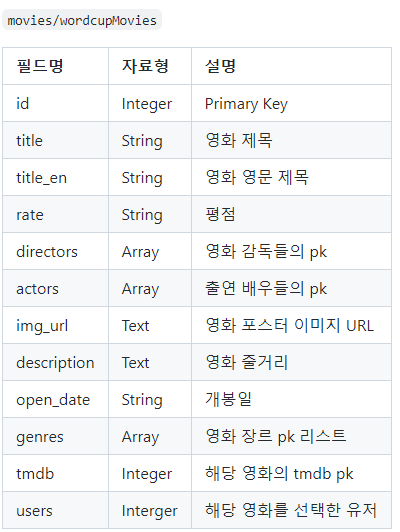 movies/wordcupMovies
필드명 자료형 설명
id Integer Primary Key
title String 영화 제목
title_en String 영화 영문 제목
rate String 평점
directors Array 영화 감독들의 pk
actors Array 출연 배우들의 pk
img_url Text 영화 포스터 이미지 URL
description Text 영화 줄거리
open_date String 개봉일
genres Array 영화 장르 pk 리스트
tmdb Integer 해당 영화의 tmdb pk
users Interger 해당 영화를 선택한 유저